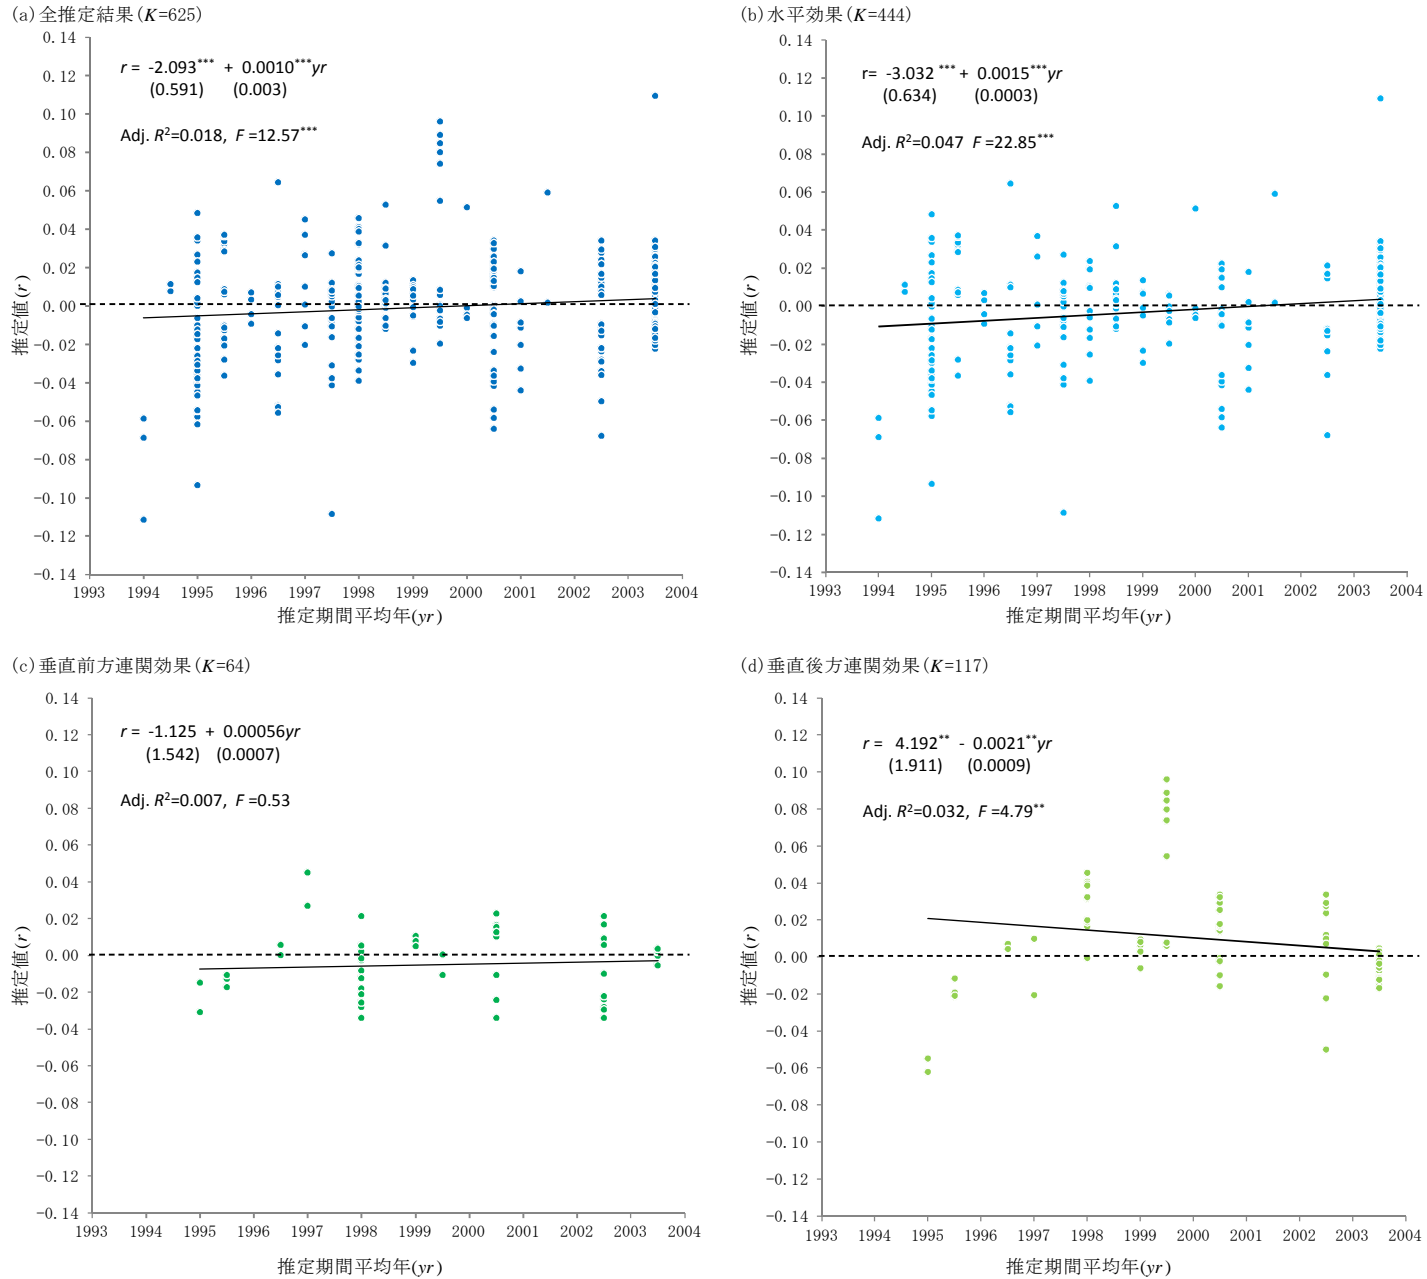 (a)全推定結果(K=625)
0.14
0.12
0.10
0.08
0.06
0.04
0.02
0.00
-0.02
-0.04
-0.06
-0.08
-0.10
-0.12
-0.14
推定値(r)
r = -2.093*** + 0.0010***yr
(0.591) (0.003)
Adj. R²=0.018, F =12.57***
1993 1994 1995 1996 1997 1998 1999 2000 2001 2002 2003 2004
推定期間平均年(yr)
(b)水平効果(K=444)
0.14
0.12
0.10
0.08
0.06
0.04
0.02
0.00
-0.02
-0.04
-0.06
-0.08
-0.10
-0.12
-0.14
推定値(r)
r= -3.032 *** + 0.0015***yr
(0.634) (0.0003)
Adj. R²=0.047 F =22.85***
1993 1994 1995 1996 1997 1998 1999 2000 2001 2002 2003 2004
推定期間平均年(yr)
(c)垂直前方連関効果(K=64)
0.14
0.12
0.10
0.08
0.06
0.04
0.02
0.00
-0.02
-0.04
-0.06
-0.08
-0.10
-0.12
-0.14
推定値(r)
r = -1.125 + 0.00056yr
(1.542) (0.0007)
Adj. R²=0.007, F =0.53
1993 1994 1995 1996 1997 1998 1999 2000 2001 2002 2003 2004
推定期間平均年(yr)
(d)垂直後方連関効果(K=117)
0.14
0.12
0.10
0.08
0.06
0.04
0.02
0.00
-0.02
-0.04
-0.06
-0.08
-0.10
-0.12
-0.14
推定値(r)
r = 4.192** - 0.0021**yr
(1.911) (0.0009)
Adj. R²=0.032, F =4.79**
1993 1994 1995 1996 1997 1998 1999 2000 2001 2002 2003 2004
推定期間平均年(yr)